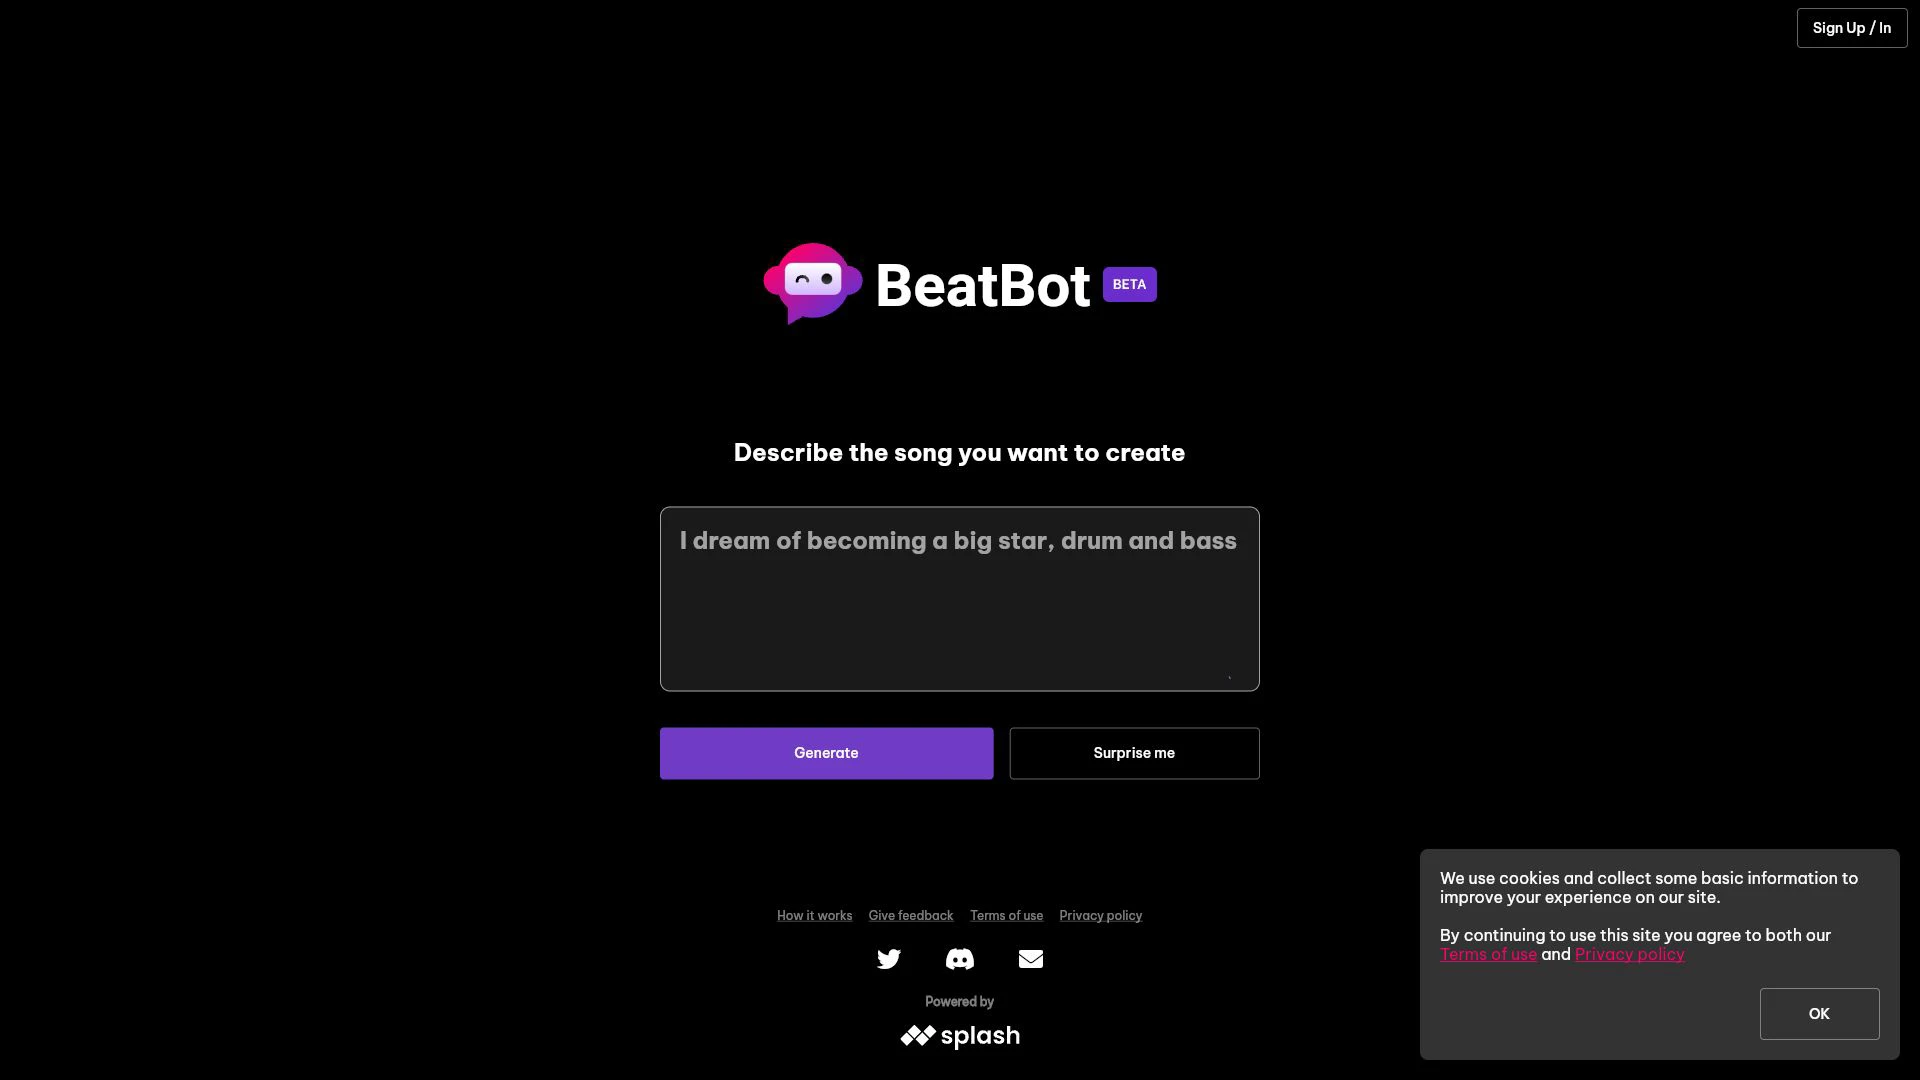 Sign Up / In
BeatBot BETA
Describe the song you want to create
I dream of becoming a big star, drum and bass
Generate
Surprise me
How it works Give feedback Terms of use Privacy policy
Powered by
splash
We use cookies and collect some basic information to
improve your experience on our site.
By continuing to use this site you agree to both our
Terms of use and Privacy policy
OK